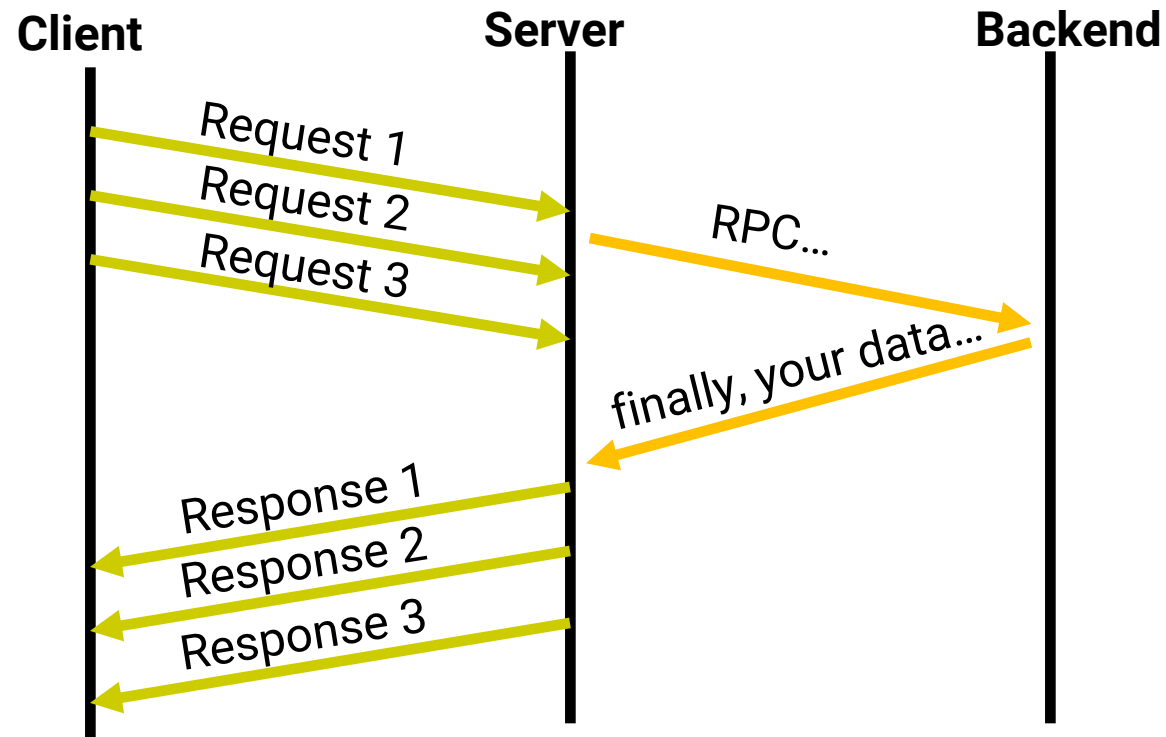 Client
Server
Backend
Request 1
Request 2
Request 3
RPC...
finally, your data...
Response 1
Response 2
Response 3